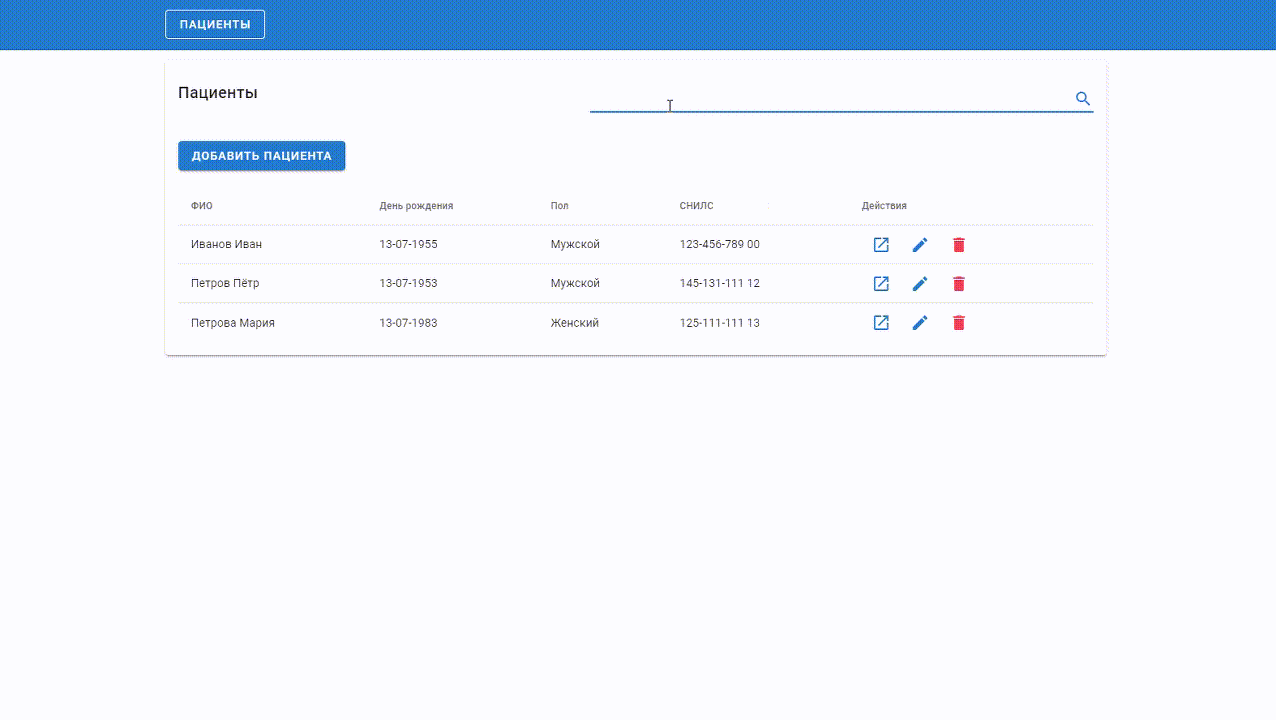 ПАЦИЕНТЫ
Пациенты
ДОБАВИТЬ ПАЦИЕНТА
ФИО День рождения Пол СНИЛС Действия
Иванов Иван 13-07-1955 Мужской 123-456-789 00
Петров Пётр 13-07-1953 Мужской 145-131-111 12
Петрова Мария 13-07-1983 Женский 125-111-111 13